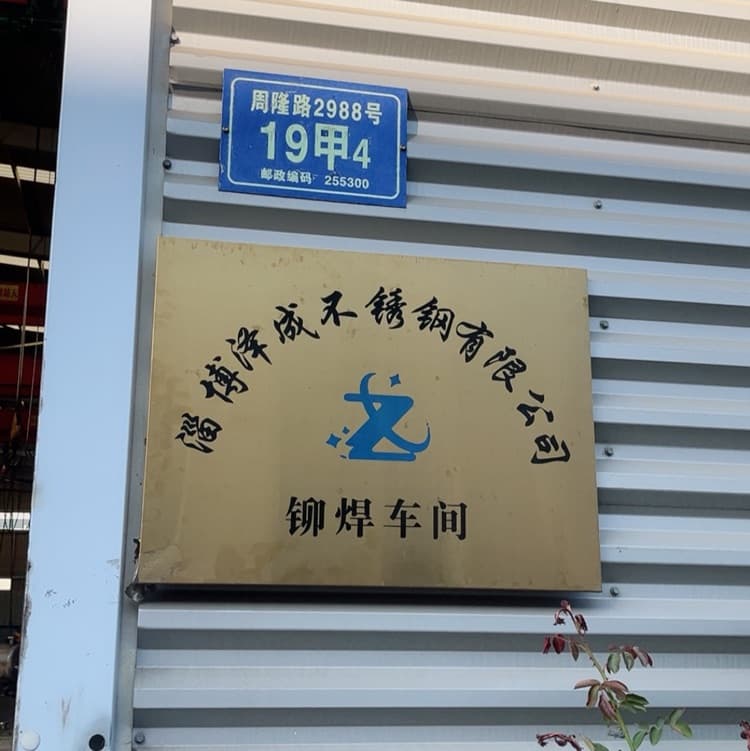 周隆路2988号
19甲4
邮政编码 255300
淄博泽成不锈钢有限公司
铆焊车间